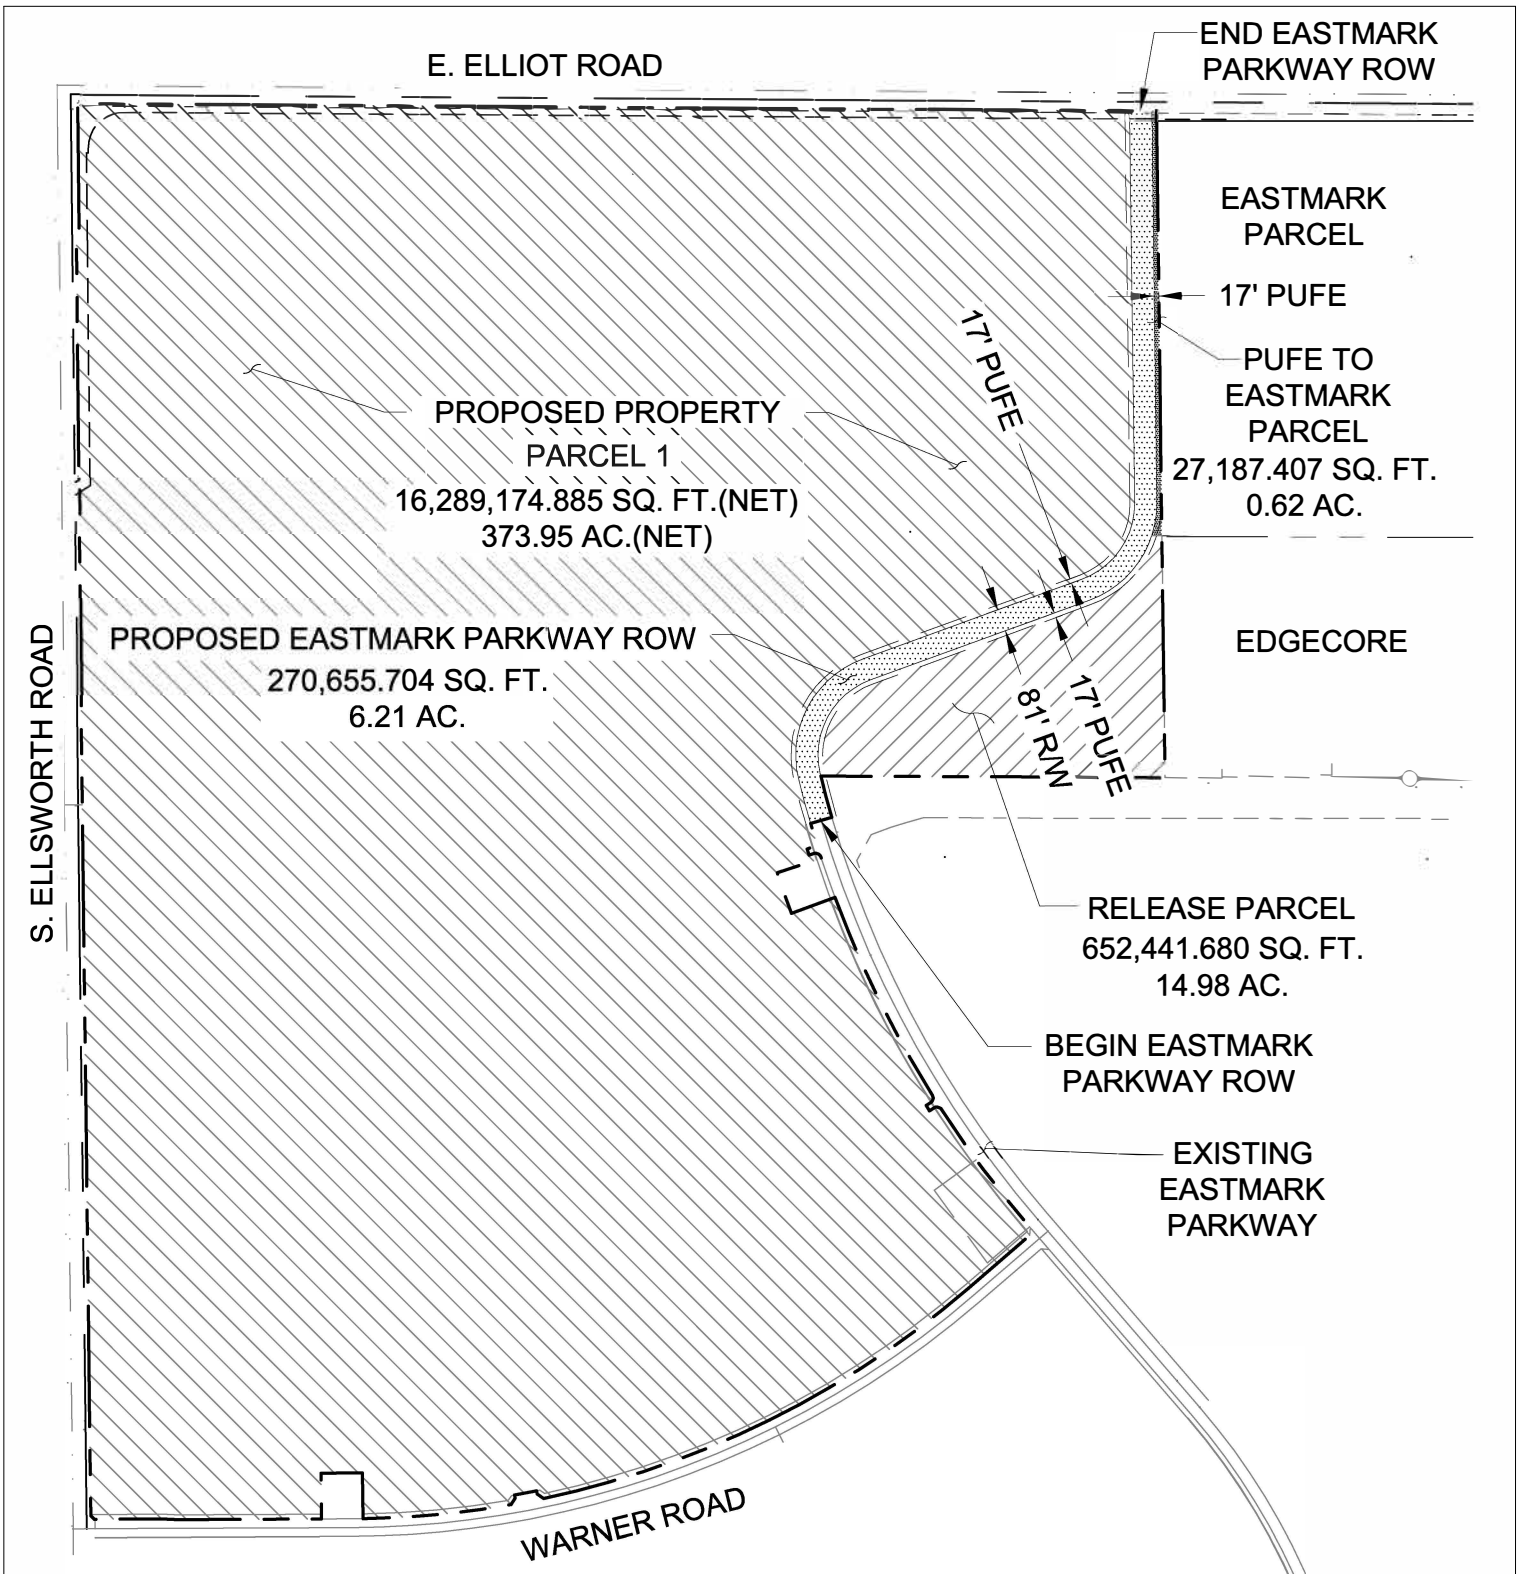 E. ELLIOT ROAD
END EASTMARK
PARKWAY ROW
EASTMARK
PARCEL
17' PUFE
17' PUFE
PUFE TO
EASTMARK
PARCEL
27,187.407 SQ. FT.
0.62 AC.
PROPOSED PROPERTY
PARCEL 1
16,289,174.885 SQ. FT.(NET)
373.95 AC.(NET)
S. ELLSWORTH ROAD
PROPOSED EASTMARK PARKWAY ROW
270,655.704 SQ. FT.
6.21 AC.
EDGECORE
17' PUFE
81' R/W
RELEASE PARCEL
652,441.680 SQ. FT.
14.98 AC.
BEGIN EASTMARK
PARKWAY ROW
EXISTING
EASTMARK
PARKWAY
WARNER ROAD